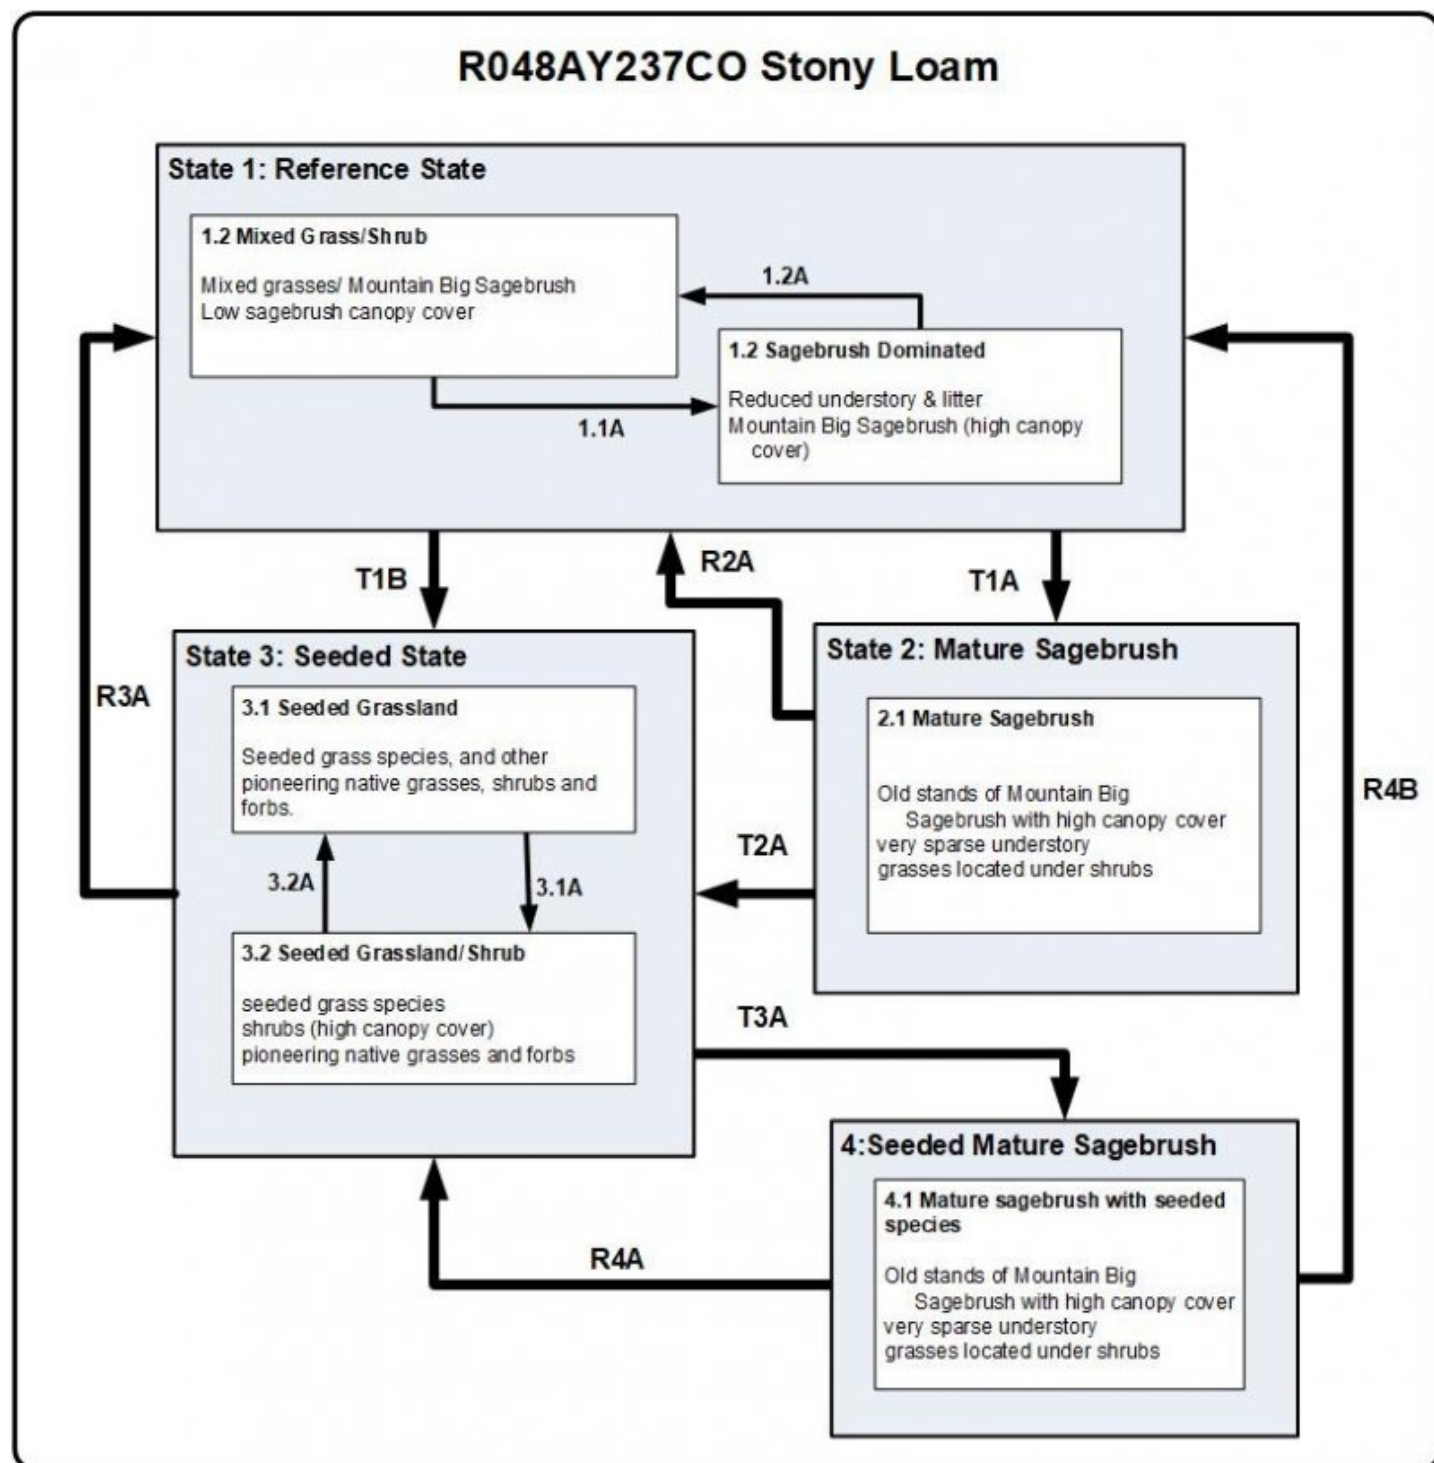 R048AY237CO Stony Loam
State 1: Reference State
1.2 Mixed Grass/Shrub
Mixed grasses/ Mountain Big Sagebrush
Low sagebrush canopy cover
1.2A
1.2 Sagebrush Dominated
Reduced understory & litter
Mountain Big Sagebrush (high canopy
cover)
1.1A
T1B
R2A
T1A
State 3: Seeded State
3.1 Seeded Grassland
Seeded grass species, and other
pioneering native grasses, shrubs and
forbs.
3.2A
3.1A
3.2 Seeded Grassland/Shrub
seeded grass species
shrubs (high canopy cover)
pioneering native grasses and forbs
R3A
State 2: Mature Sagebrush
2.1 Mature Sagebrush
Old stands of Mountain Big
Sagebrush with high canopy cover
very sparse understory
grasses located under shrubs
T2A
R4B
T3A
4:Seeded Mature Sagebrush
4.1 Mature sagebrush with seeded
species
Old stands of Mountain Big
Sagebrush with high canopy cover
very sparse understory
grasses located under shrubs
R4A